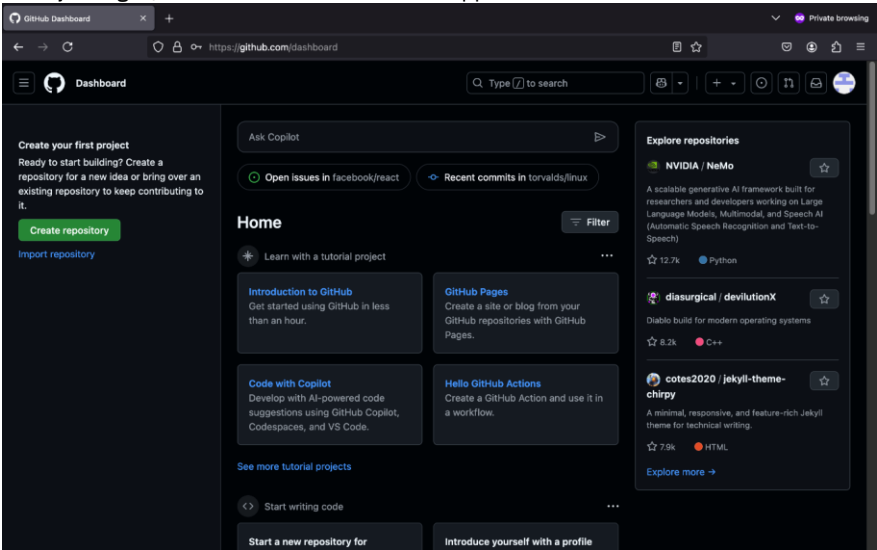 GitHub Dashboard
Private browsing
https://github.com/dashboard
Dashboard
Type / to search
Create your first project
Ready to start building? Create a
repository for a new idea or bring over an
existing repository to keep contributing to
it.
Create repository
Import repository
Ask Copilot
Open issues in facebook/react
Recent commits in torvalds/linux
Home
Filter
Learn with a tutorial project
Introduction to GitHub
Get started using GitHub in less
than an hour.
GitHub Pages
Create a site or blog from your
GitHub repositories with GitHub
Pages.
Code with Copilot
Develop with AI-powered code
suggestions using GitHub Copilot,
Codespaces, and VS Code.
Hello GitHub Actions
Create a GitHub Action and use it in
a workflow.
See more tutorial projects
Start writing code
Start a new repository for
Introduce yourself with a profile
Explore repositories
NVIDIA / NeMo
A scalable generative AI framework built for
researchers and developers working on Large
Language Models, Multimodal, and Speech AI
(Automatic Speech Recognition and Text-to-
Speech)
12.7k Python
diasurgical / devilutionX
Diablo build for modern operating systems
8.2k C++
cotes2020 / jekyll-theme-
chirpy
A minimal, responsive, and feature-rich Jekyll
theme for technical writing.
7.9k HTML
Explore more →